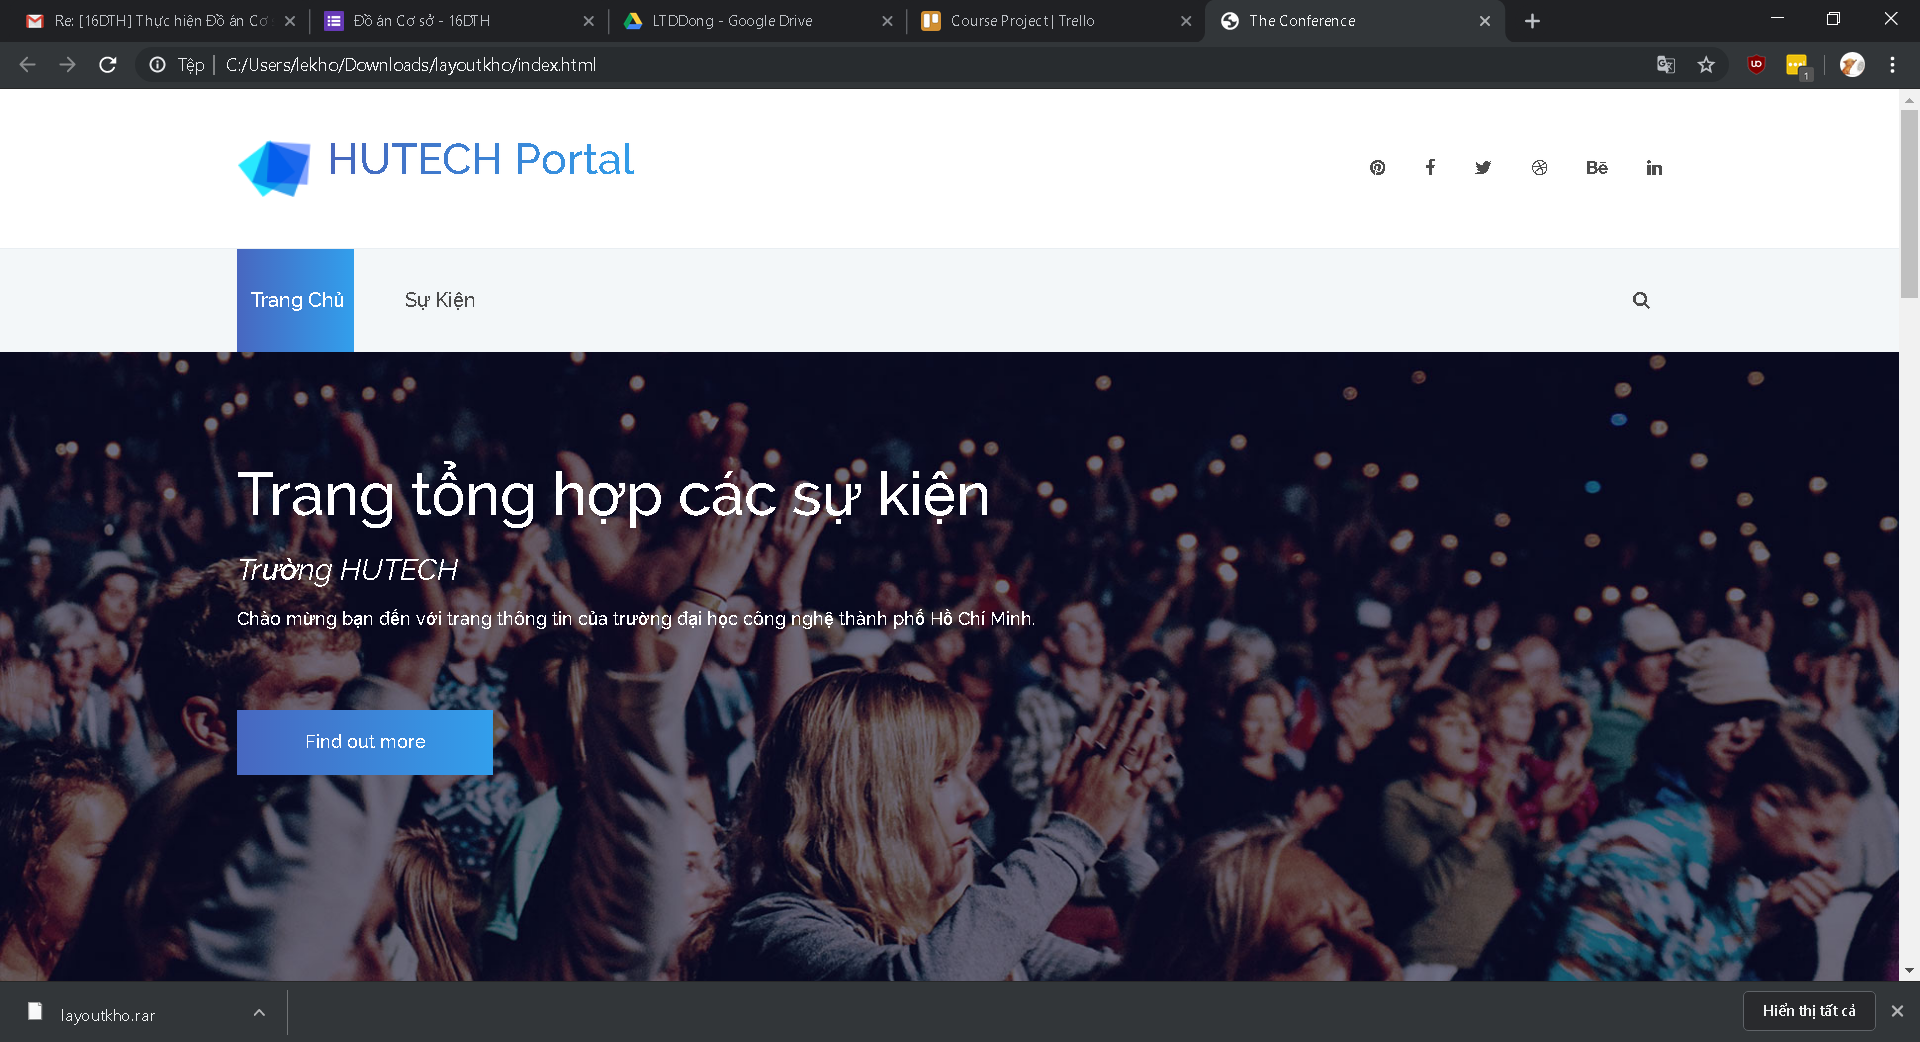 Re: [16DTH] Thực hiện Đồ án Cơ
Đồ án Cơ sở - 16DTH
LTDDong - Google Drive
Course Project | Trello
The Conference
Tệp | C:/Users/lekho/Downloads/layoutkho/index.html
1
HUTECH Portal
Bē
Trang Chủ
Sự Kiện
Trang tổng hợp các sự kiện
Trường HUTECH
Chào mừng bạn đến với trang thông tin của trường đại học công nghệ thành phố Hồ Chí Minh.
Find out more
layoutkho.rar
Hiển thị tất cả